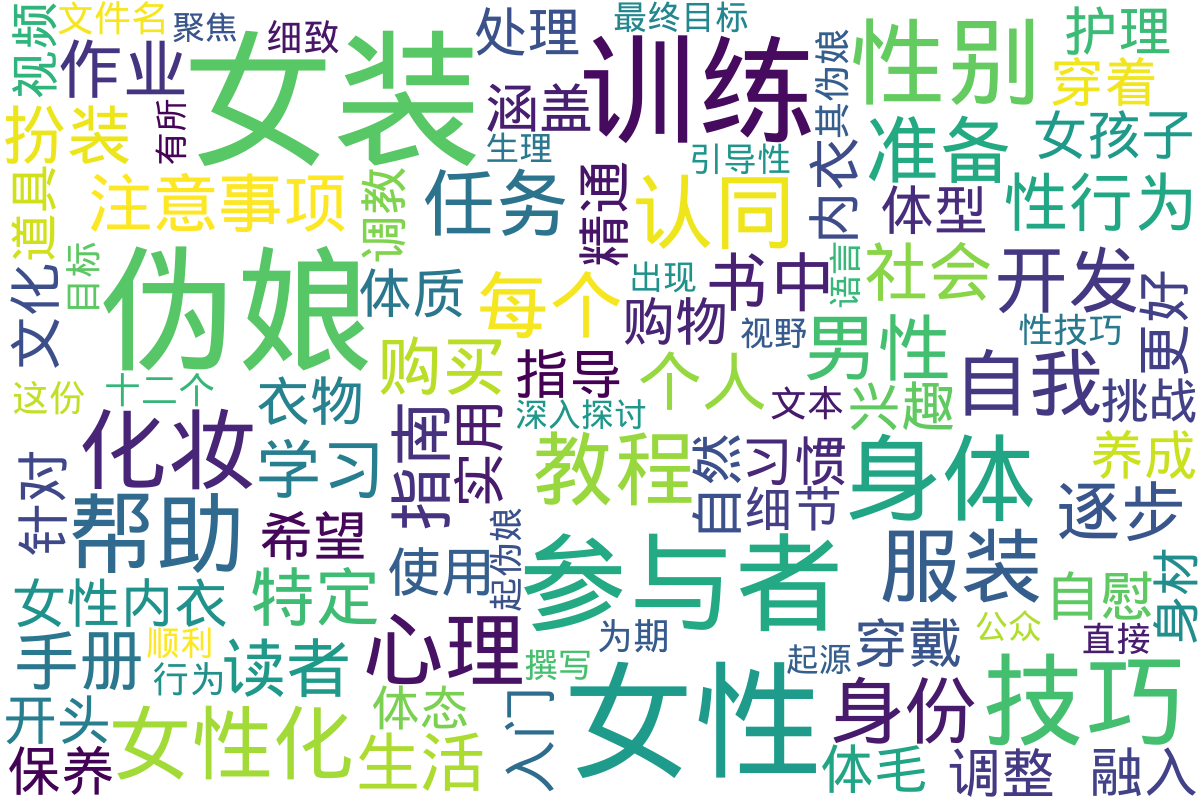 视频
文件名
聚焦
细致
处理
最终目标
护理
作业
女装
训练
性别
穿着
扮装
有所
涵盖
其伪娘
准备
女孩子
生理
引导性
道具
注意事项
调教
任务
精通
认同
内衣
体型
性行为
文化
目标
伪娘
体质
每个
出现
购物
书中
语言
社会
开发
更好
视野
性技巧
购买
指导
个人
男性
自我
挑战
这份
十二个
衣物
深入探讨
文本
兴趣
化妆
学习
指南
实用
教程
自然
习惯
细节
身体
养成
针对
帮助
希望
使用
起伪娘
参与者
服装
逐步
女性内衣
特定
自慰
身材
手册
顺利
行为
读者
心理
撰写
为期
起源
穿戴
公众
直接
开头
女性化
体态
入门
女性
身份
技巧
保养
生活
体毛
调整
融入